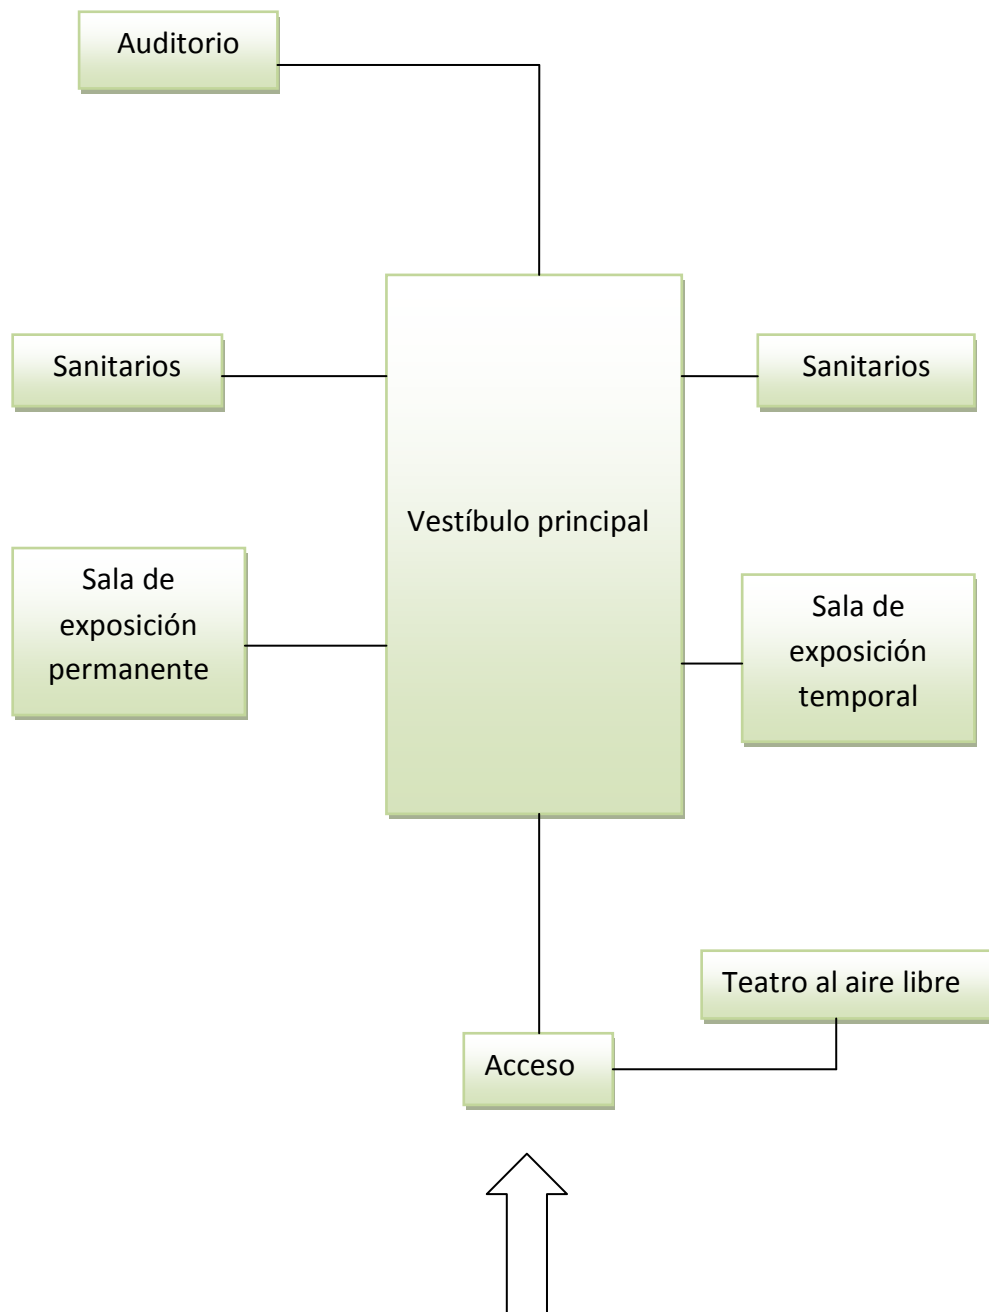 Auditorio
Sanitarios
Sanitarios
Vestíbulo principal
Sala de
exposición
permanente
Sala de
exposición
temporal
Teatro al aire libre
Acceso